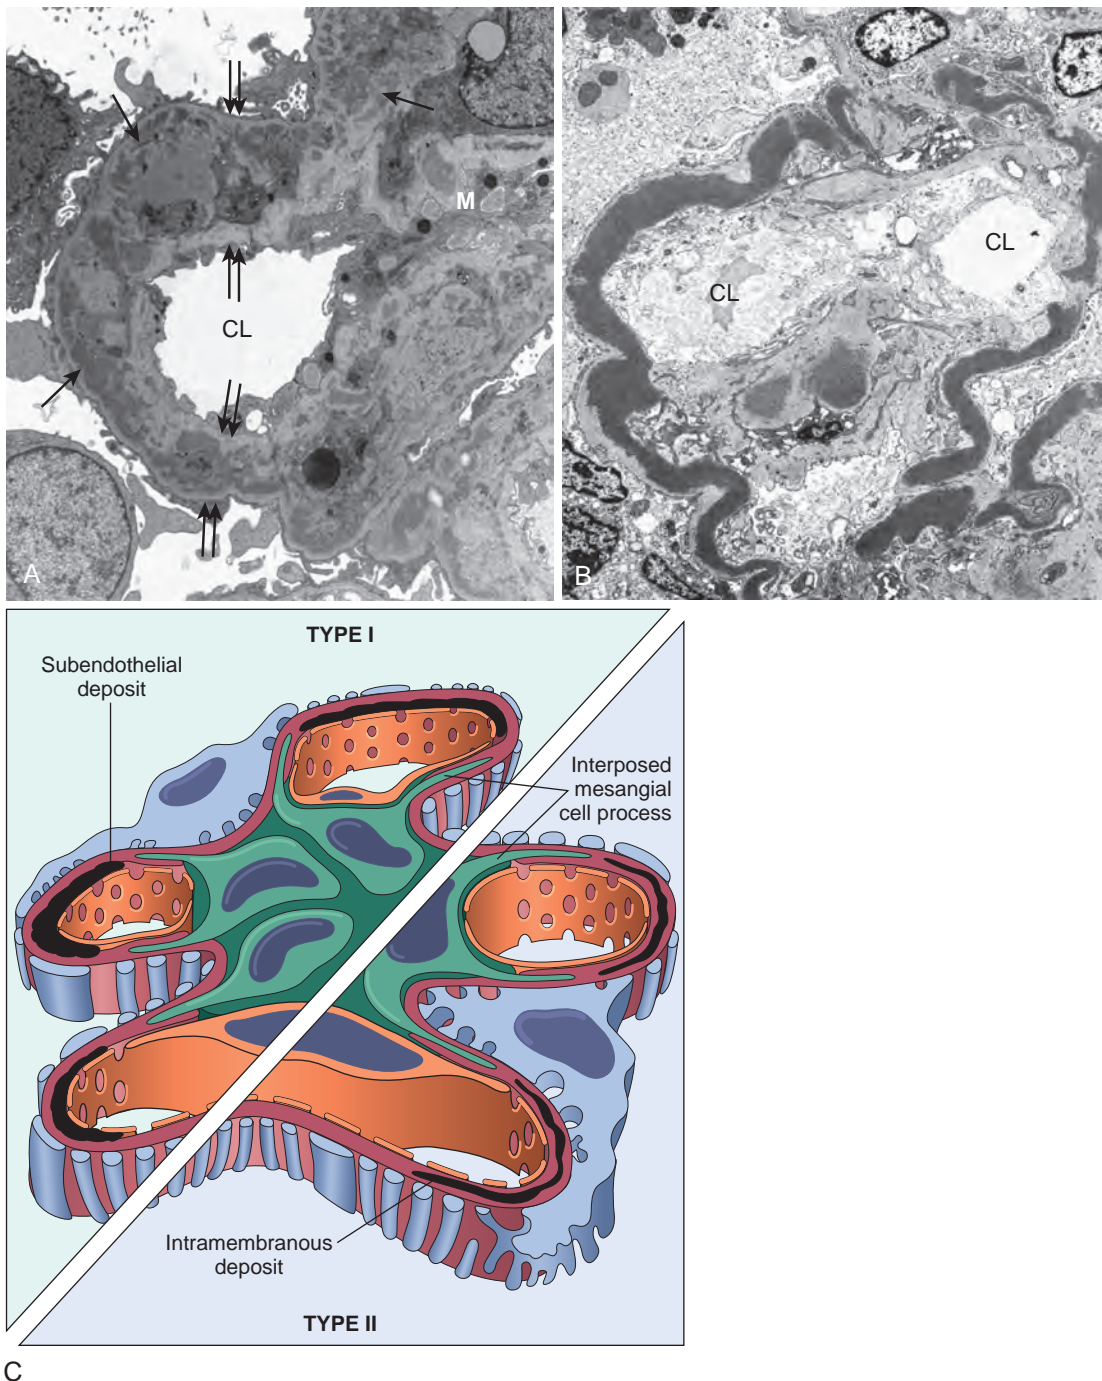 M
CL
A
CL
CL
B
TYPE I
Subendothelial
deposit
Interposed
mesangial
cell process
Intramembranous
deposit
TYPE II
C